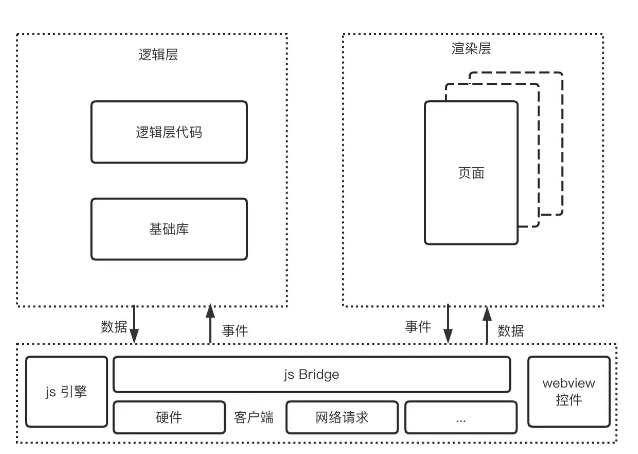 逻辑层
渲染层
逻辑层代码
页面
基础库
数据
事件
事件
数据
js 引擎
js Bridge
webview
控件
硬件
客户端
网络请求
...